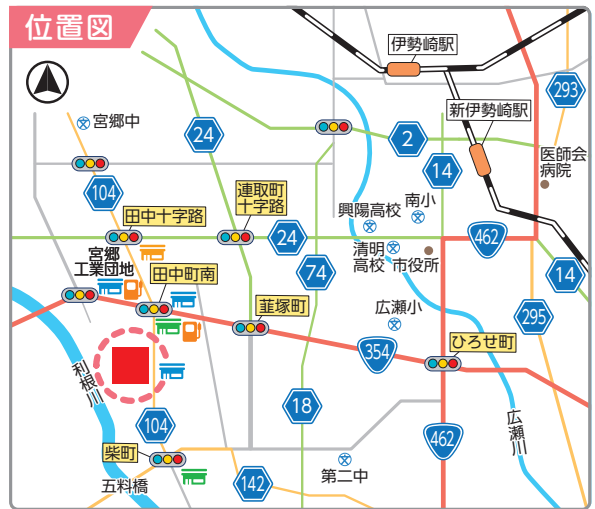 位置図
伊勢崎駅
新伊勢崎駅
293
宮郷中
24
2
14
医師会
病院
104
連取町
十字路
南小
興陽高校
田中十字路
24
462
宮郷
工業団地
清明
高校
市役所
74
14
田中町南
韮塚町
広瀬小
295
ひろせ町
354
利根川
18
104
462
広瀬川
柴町
五料橋
142
第二中